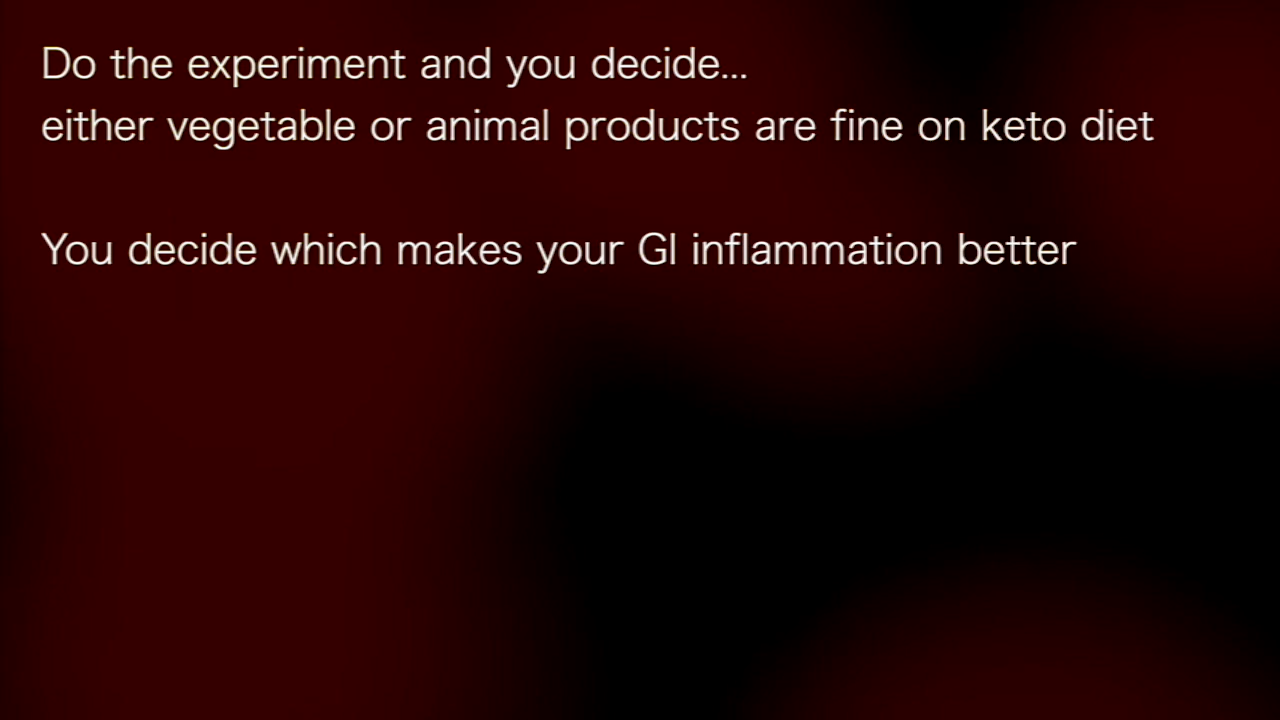 Do the experiment and you decide...
either vegetable or animal products are fine on keto diet
You decide which makes your GI inflammation better